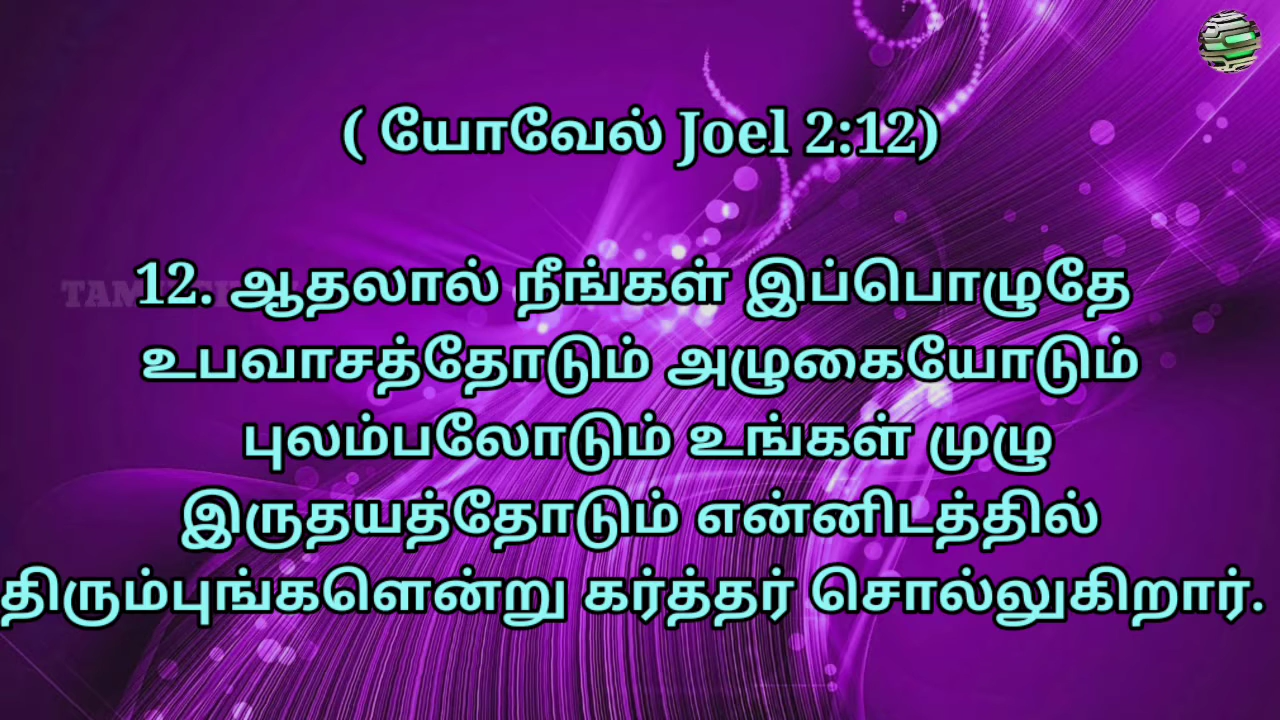 ( யோவேல் Joel 2:12)
12. ஆதலால் நீங்கள் இப்பொழுதே
உபவாசத்தோடும் அழுகையோடும்
புலம்பலோடும் உங்கள் முழு
இருதயத்தோடும் என்னிடத்தில்
திரும்புங்களென்று கர்த்தர் சொல்லுகிறார்.